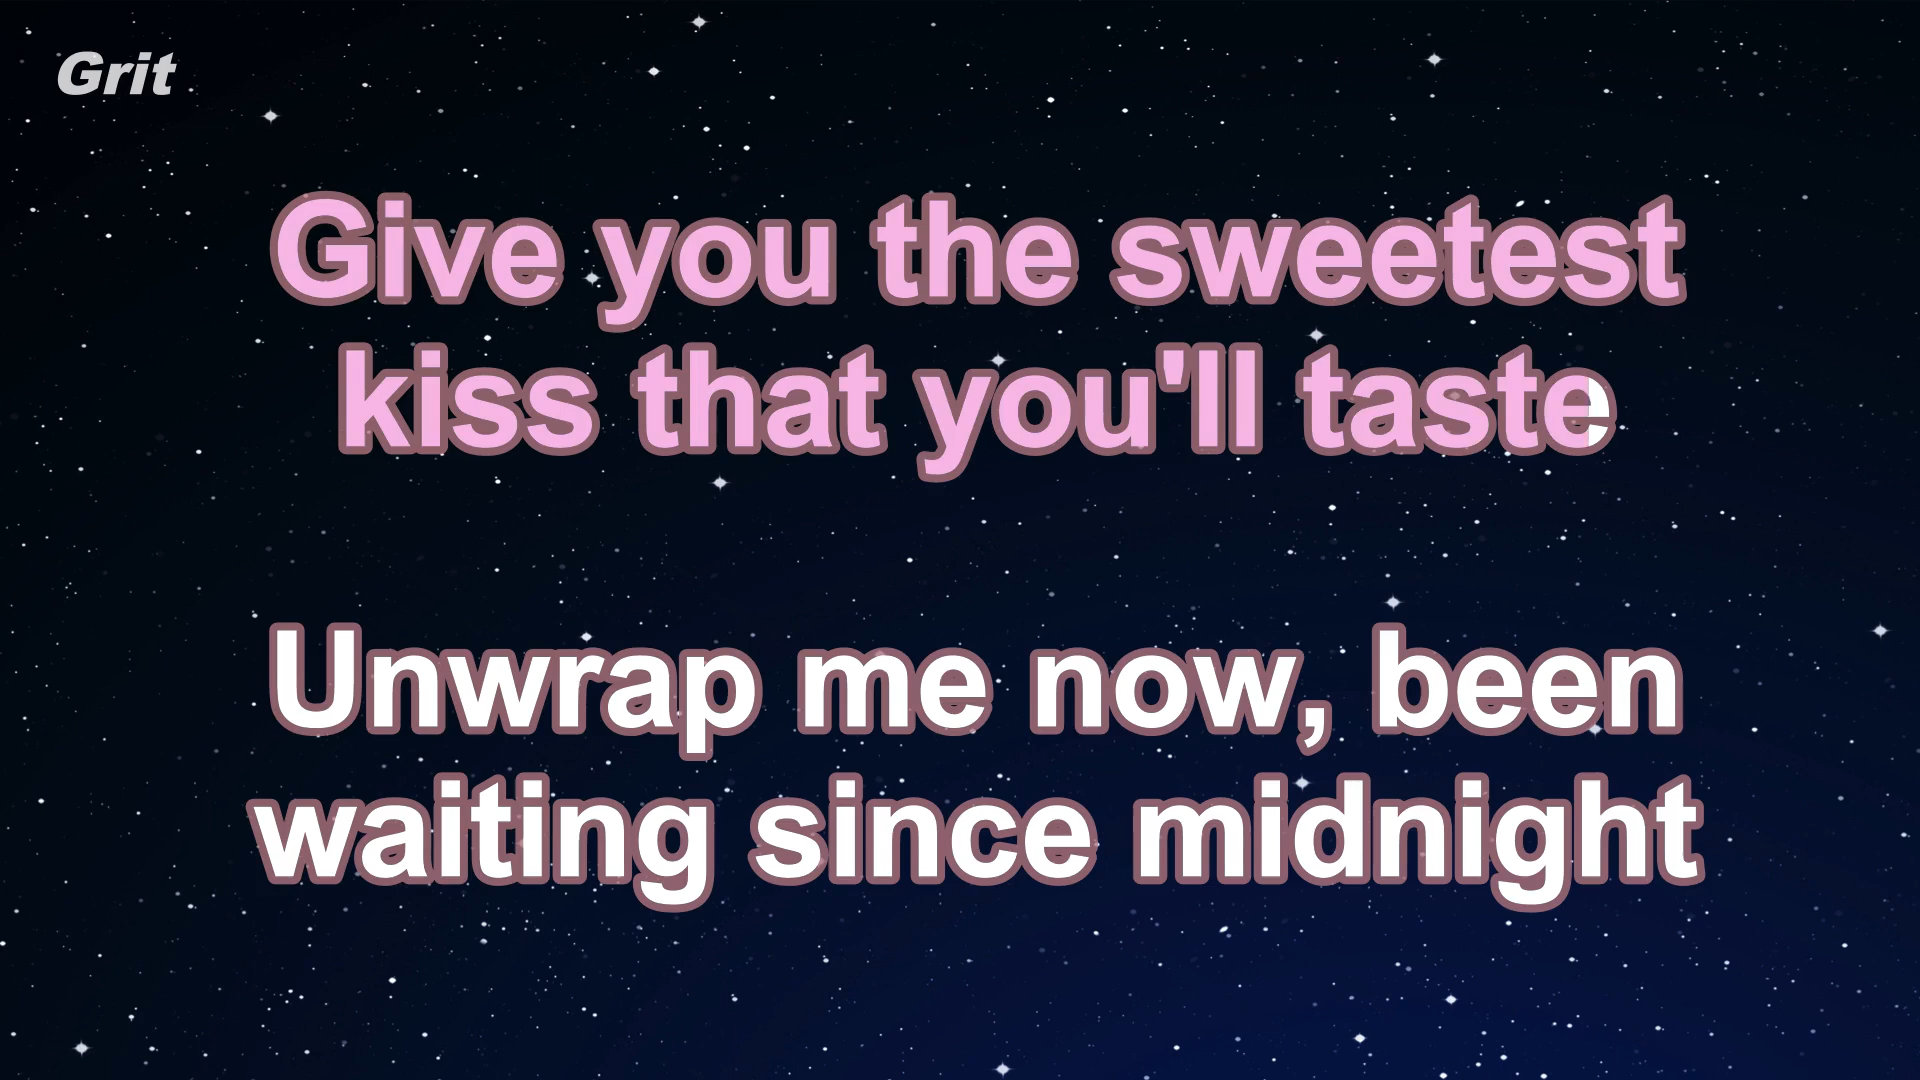 Grit
Give you the sweetest
kiss that you'll taste
Unwrap me now, been
waiting since midnight